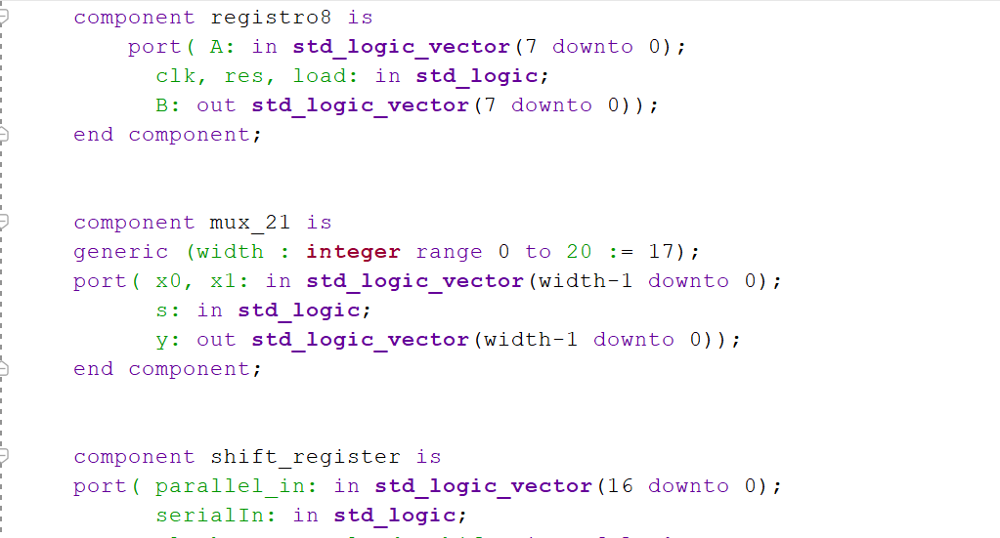 component registro8 is
port( A: in std_logic_vector(7 downto 0);
clk, res, load: in std_logic;
B: out std_logic_vector(7 downto 0));
end component;
component mux_21 is
generic (width : integer range 0 to 20 := 17);
port( x0, x1: in std_logic_vector(width-1 downto 0);
s: in std_logic;
y: out std_logic_vector(width-1 downto 0));
end component;
component shift_register is
port( parallel_in: in std_logic_vector(16 downto 0);
serialIn: in std_logic;